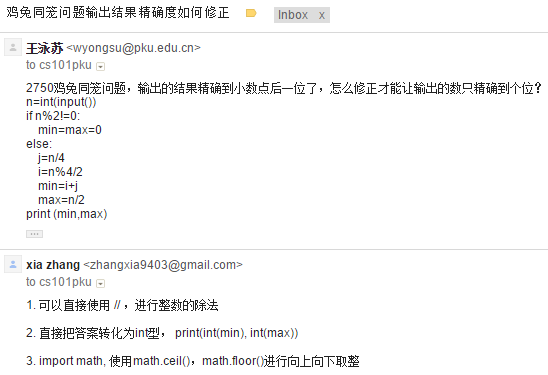 鸡兔同笼问题输出结果精确度如何修正 Inbox x
王泳苏 <wyongsu@pku.edu.cn>
to cs101pku
2750鸡兔同笼问题，输出的结果精确到小数点后一位了，怎么修正才能让输出的数只精确到个位？
n=int(input())
if n%2!=0:
min=max=0
else:
j=n/4
i=n%4/2
min=i+j
max=n/2
print (min,max)
...
xia zhang <zhangxia9403@gmail.com>
to cs101pku
1. 可以直接使用 // ，进行整数的除法
2. 直接把答案转化为int型， print(int(min), int(max))
3. import math, 使用math.ceil()，math.floor()进行向上向下取整